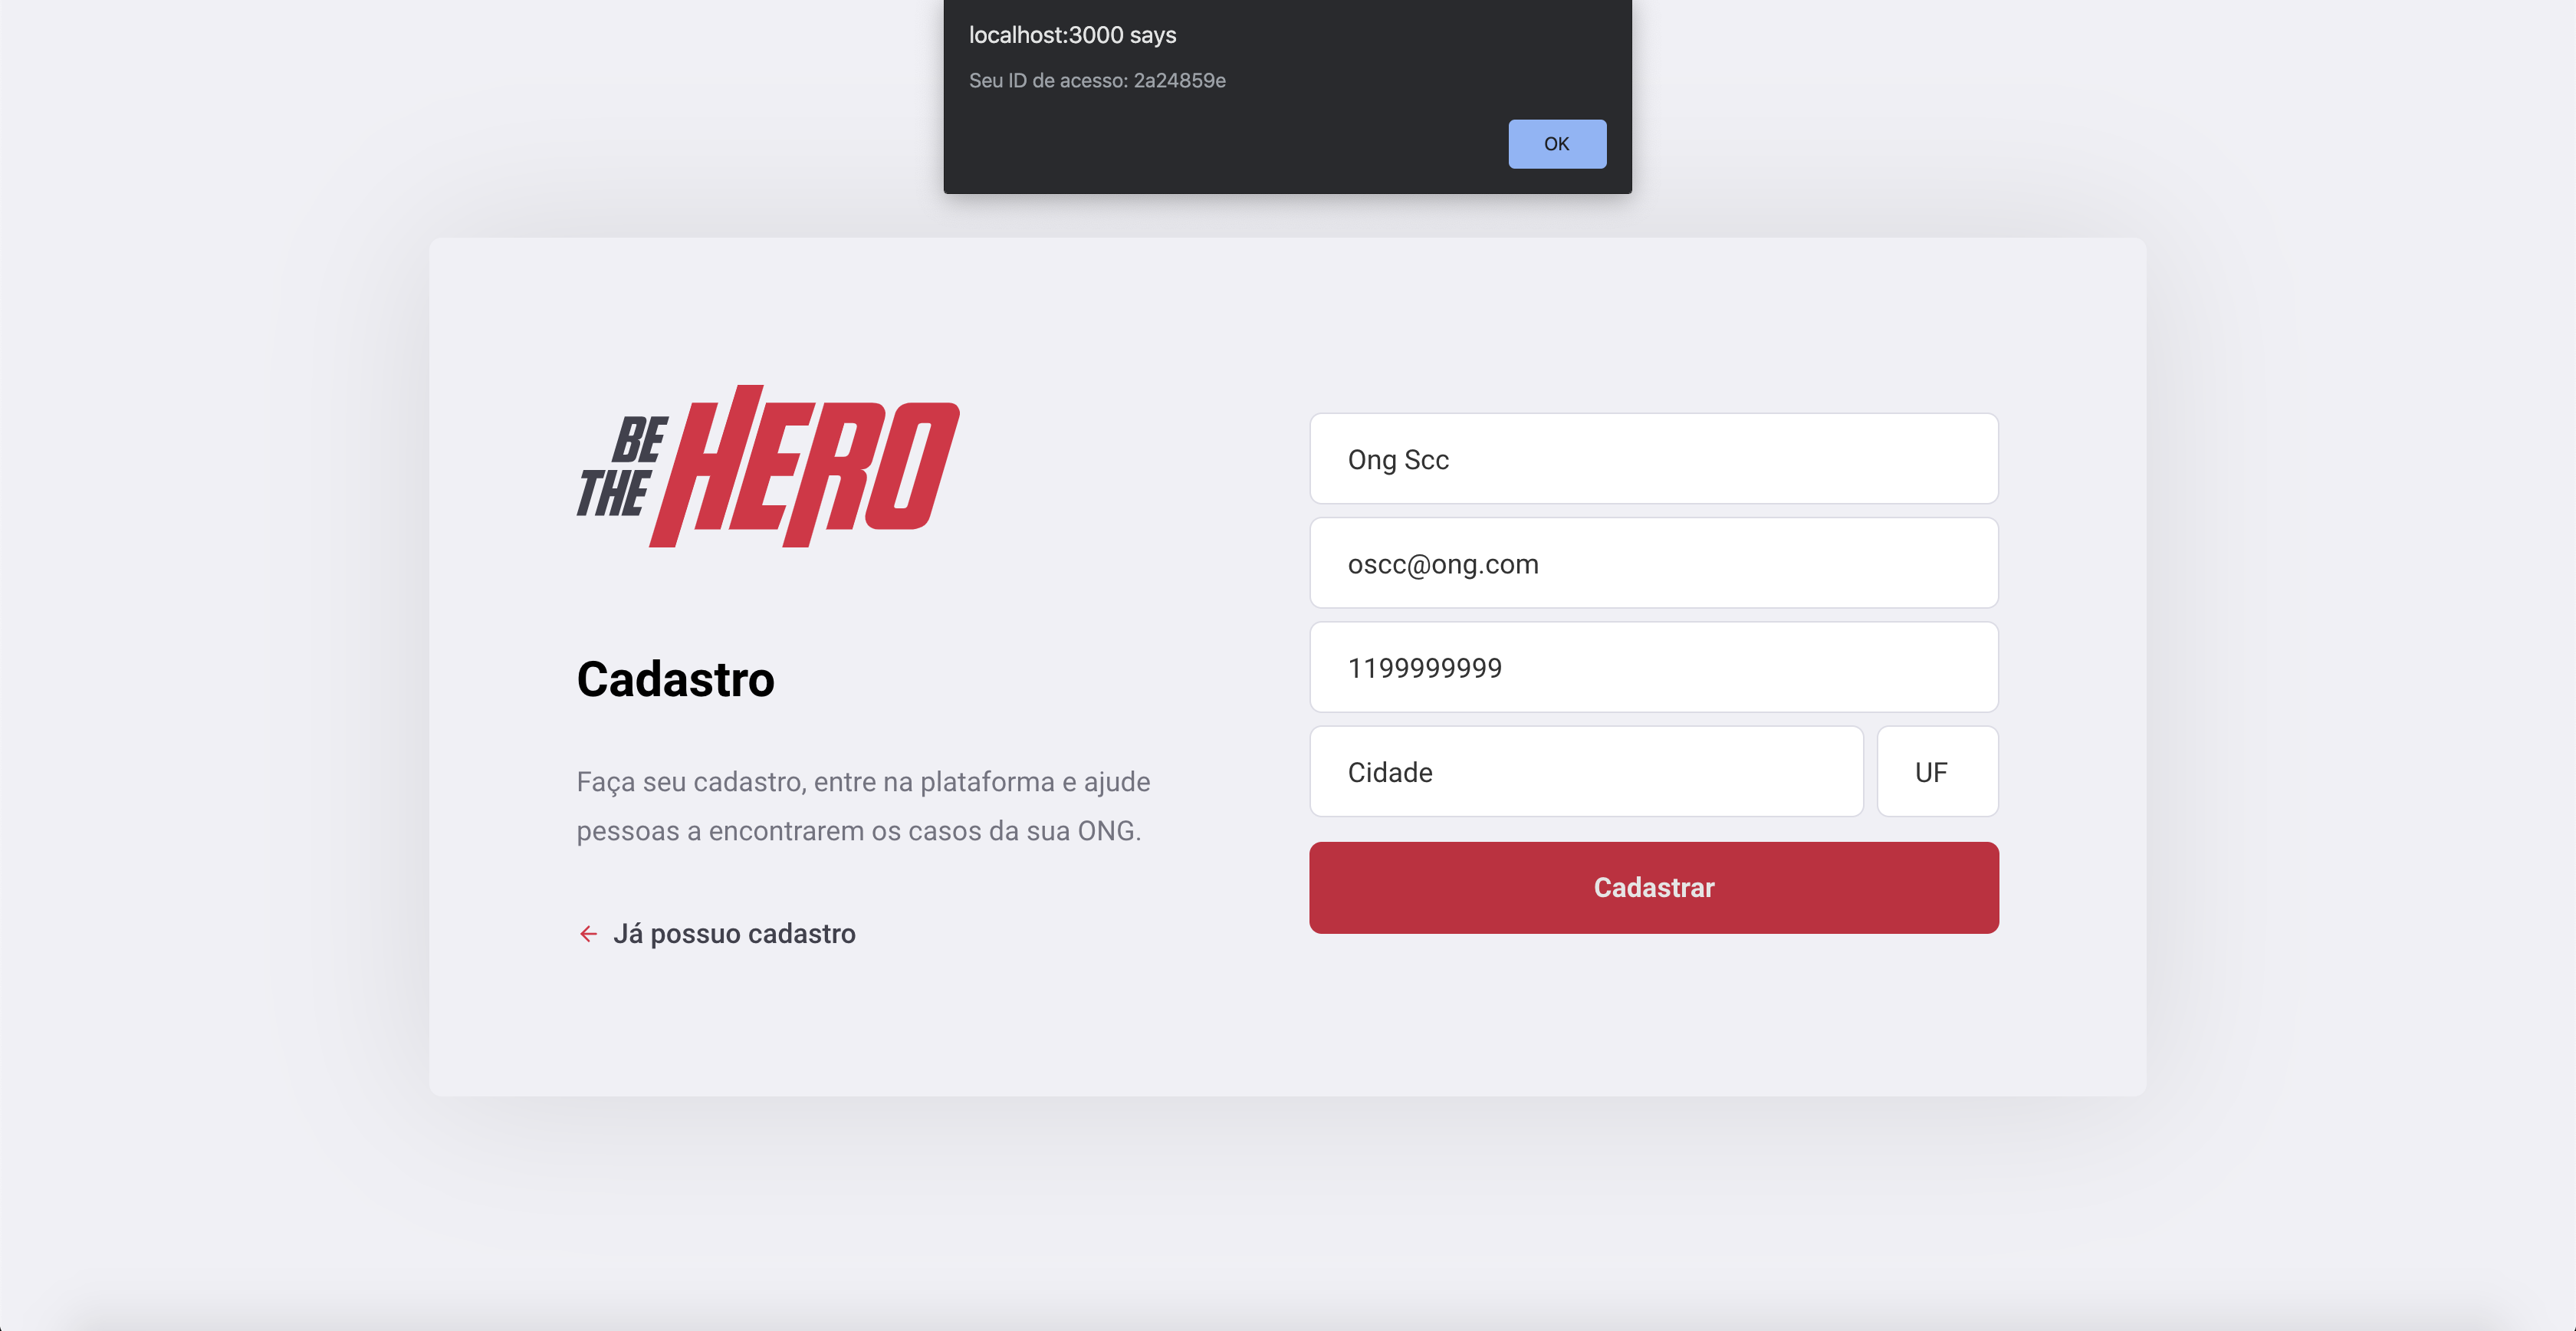 localhost:3000 says
Seu ID de acesso: 2a24859e
OK
BE
THE
HERO
Cadastro
Faça seu cadastro, entre na plataforma e ajude
pessoas a encontrarem os casos da sua ONG.
← Já possuo cadastro
Ong Scc
oscc@ong.com
1199999999
Cidade
UF
Cadastrar